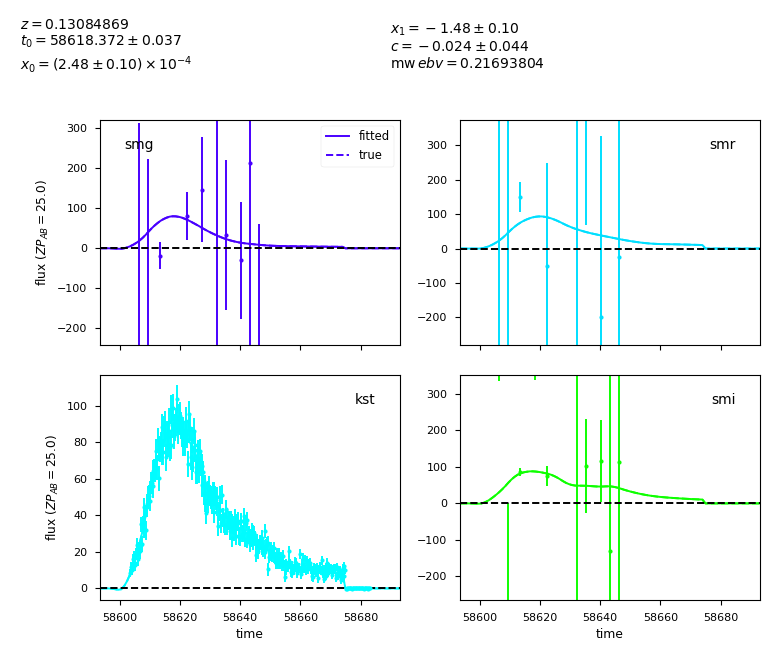 z = 0.13084869
t₀ = 58618.372 ± 0.037
x₀ = (2.48 ± 0.10) × 10⁻⁴
x₁ = −1.48 ± 0.10
c = −0.024 ± 0.044
mw ebv = 0.21693804
smg
fitted
true
300
200
100
0
−100
−200
flux (ZP_AB = 25.0)
smr
300
200
100
0
−100
−200
kst
100
80
60
40
20
0
flux (ZP_AB = 25.0)
58600 58620 58640 58660 58680
time
smi
300
200
100
0
−100
−200
58600 58620 58640 58660 58680
time